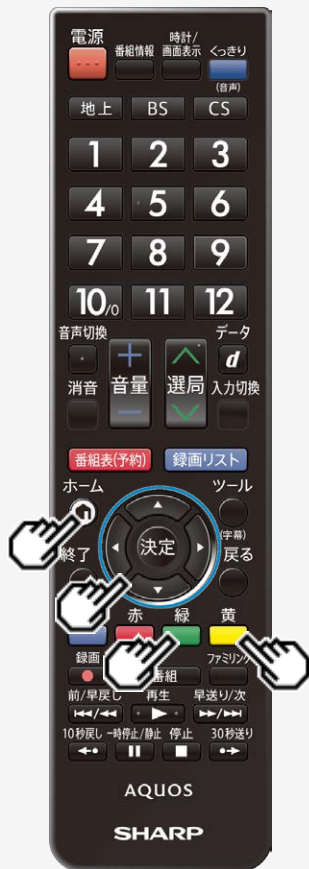 電源
番組情報
時計/
画面表示
くっきり
(音声)
地上 BS CS
1 2 3
4 5 6
7 8 9
10/0 11 12
音声切換
データ
+ +
音量 選局
d
消音
入力切換
番組表(予約) 録画リスト
ホーム
ツール
(字幕)
終了
決定
戻る
赤 緑 黄
録画
番組
ファミリンク
前/早戻し 再生 早送り/次
10秒戻し 一時停止/静止 停止 30秒送り
AQUOS
SHARP